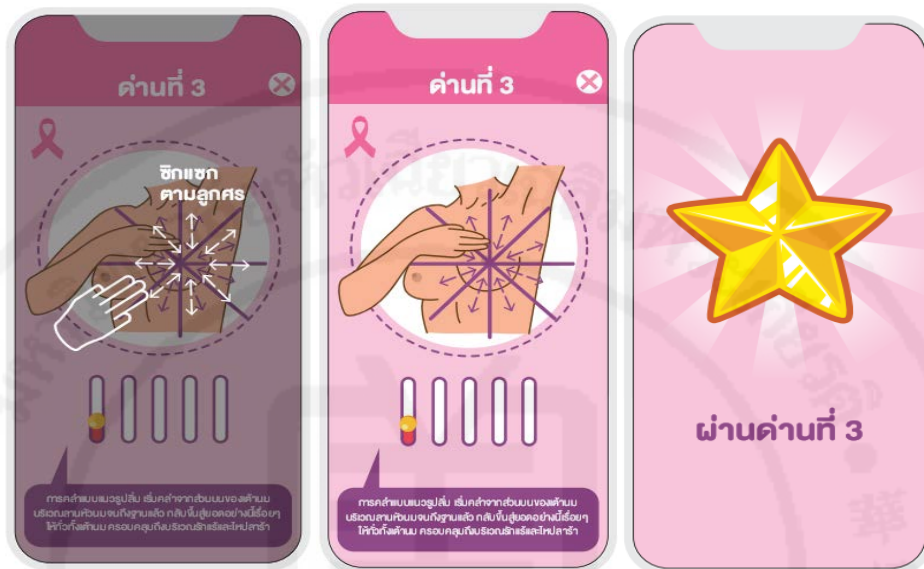 ด่านที่ 3
ซิกแซก
ตามลูกศร
การคลำแบบแนวรูปลิ่ม เริ่มคลำจากส่วนบนของเต้านม
บริเวณลานหัวนมจนถึงฐานแล้ว กลับขึ้นสู่ยอดอย่างนี้เรื่อยๆ
ให้ทั่วทั้งเต้านม ครอบคลุมถึงบริเวณรักแร้และไหปลาร้า
ด่านที่ 3
การคลำแบบแนวรูปลิ่ม เริ่มคลำจากส่วนบนของเต้านม
บริเวณลานหัวนมจนถึงฐานแล้ว กลับขึ้นสู่ยอดอย่างนี้เรื่อยๆ
ให้ทั่วทั้งเต้านม ครอบคลุมถึงบริเวณรักแร้และไหปลาร้า
ผ่านด่านที่ 3